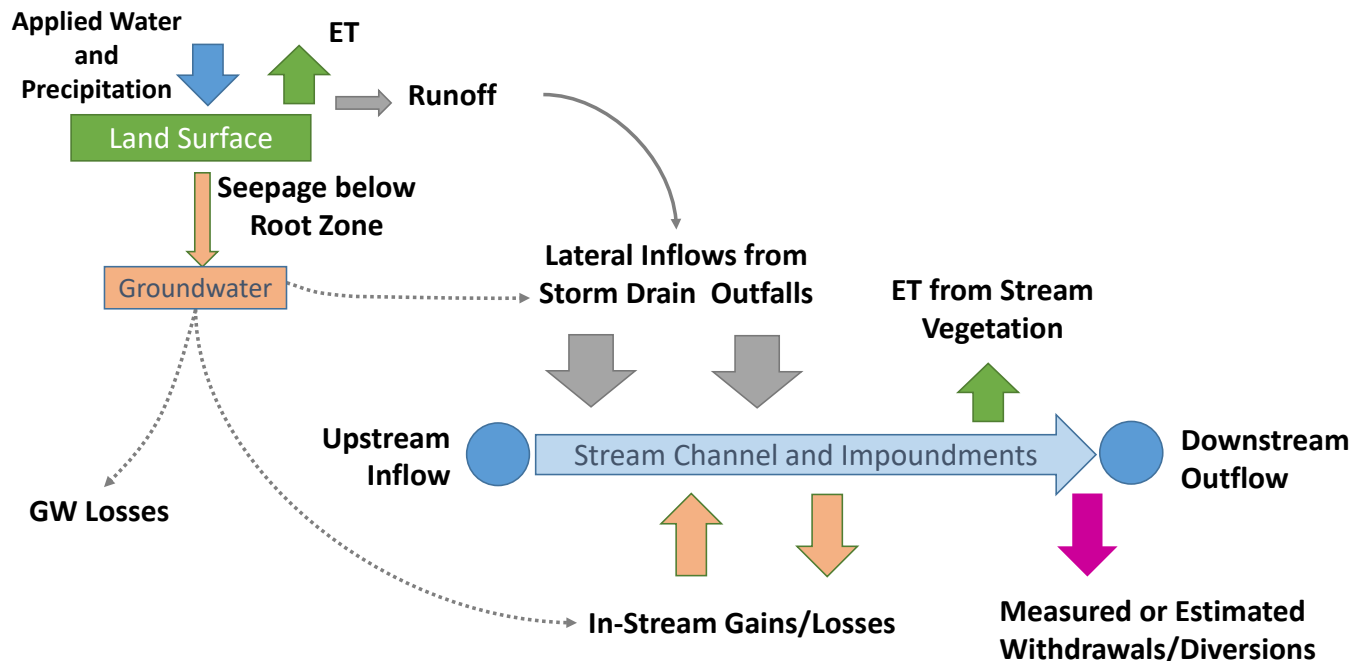 Applied Water
and
Precipitation
ET
Runoff
Land Surface
Seepage below
Root Zone
Groundwater
Lateral Inflows from
Storm Drain Outfalls
ET from Stream
Vegetation
Upstream
Inflow
Stream Channel and Impoundments
Downstream
Outflow
GW Losses
In-Stream Gains/Losses
Measured or Estimated
Withdrawals/Diversions